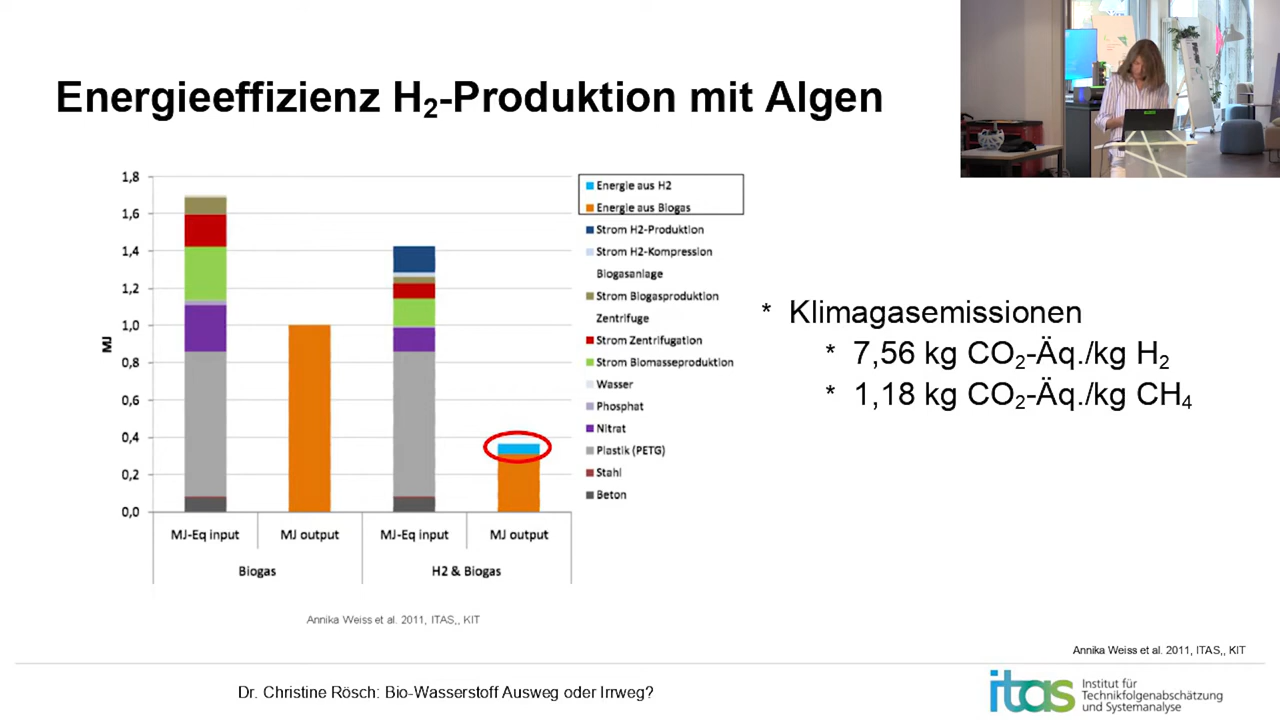 Energieeffizienz H2-Produktion mit Algen
1,8
1,6
1,4
1,2
1,0
0,8
0,6
0,4
0,2
0,0
MJ
MJ-Eq input
MJ output
MJ-Eq input
MJ output
Biogas
H2 & Biogas
Energie aus H2
Energie aus Biogas
Strom H2-Produktion
Strom H2-Kompression
Biogasanlage
Strom Biogasproduktion
Zentrifuge
Strom Zentrifugation
Strom Biomasseproduktion
Wasser
Phosphat
Nitrat
Plastik (PETG)
Stahl
Beton
* Klimagasemissionen
* 7,56 kg CO2-Äq./kg H2
* 1,18 kg CO2-Äq./kg CH4
Annika Weiss et al. 2011, ITAS,, KIT
Annika Weiss et al. 2011, ITAS,, KIT
Dr. Christine Rösch: Bio-Wasserstoff Ausweg oder Irrweg?
itas
Institut für
Technikfolgenabschätzung
und Systemanalyse